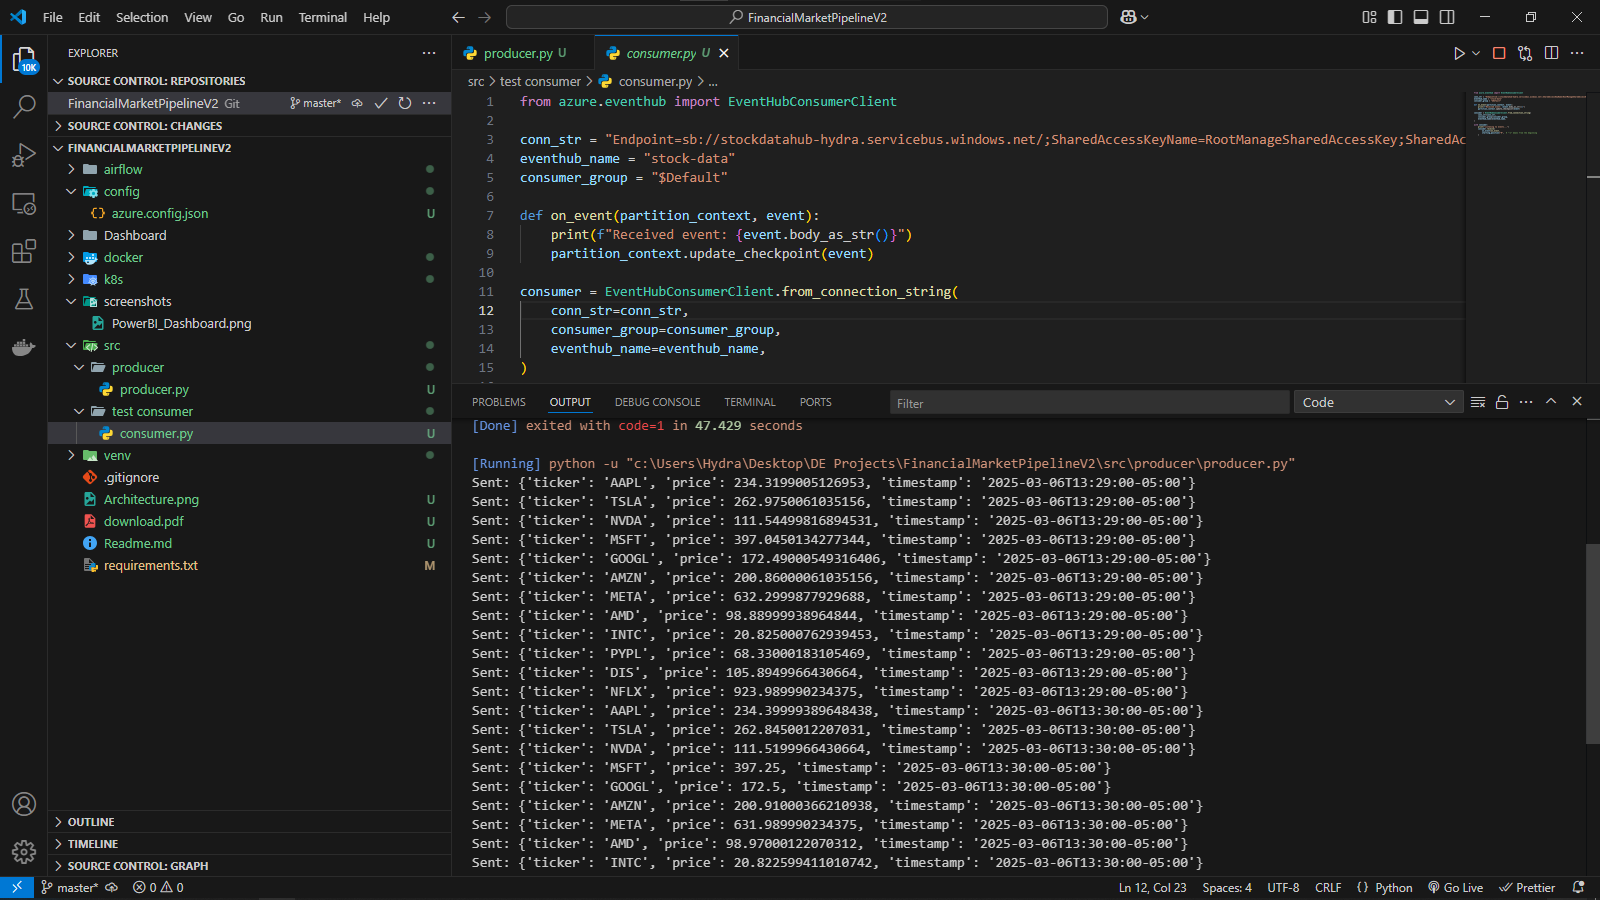 File Edit Selection View Go Run Terminal Help
FinancialMarketPipelineV2
EXPLORER
10K
SOURCE CONTROL: REPOSITORIES
FinancialMarketPipelineV2 Git master*
SOURCE CONTROL: CHANGES
FINANCIALMARKETPIPELINEV2
airflow
config
azure.config.json U
Dashboard
docker
k8s
screenshots
PowerBI_Dashboard.png
src
producer
producer.py U
test consumer
consumer.py U
venv
.gitignore
Architecture.png U
download.pdf U
Readme.md U
requirements.txt M
OUTLINE
TIMELINE
SOURCE CONTROL: GRAPH
producer.py U
consumer.py U
src > test consumer > consumer.py > ...
1 from azure.eventhub import EventHubConsumerClient
2
3 conn_str = "Endpoint=sb://stockdatahub-hydra.servicebus.windows.net/;SharedAccessKeyName=RootManageSharedAccessKey;SharedAc
4 eventhub_name = "stock-data"
5 consumer_group = "$Default"
6
7 def on_event(partition_context, event):
8 print(f"Received event: {event.body_as_str()}")
9 partition_context.update_checkpoint(event)
10
11 consumer = EventHubConsumerClient.from_connection_string(
12 conn_str=conn_str,
13 consumer_group=consumer_group,
14 eventhub_name=eventhub_name,
15 )
PROBLEMS OUTPUT DEBUG CONSOLE TERMINAL PORTS
Filter
Code
[Done] exited with code=1 in 47.429 seconds
[Running] python -u "c:\Users\Hydra\Desktop\DE Projects\FinancialMarketPipelineV2\src\producer\producer.py"
Sent: {'ticker': 'AAPL', 'price': 234.3199005126953, 'timestamp': '2025-03-06T13:29:00-05:00'}
Sent: {'ticker': 'TSLA', 'price': 262.9750061035156, 'timestamp': '2025-03-06T13:29:00-05:00'}
Sent: {'ticker': 'NVDA', 'price': 111.54499816894531, 'timestamp': '2025-03-06T13:29:00-05:00'}
Sent: {'ticker': 'MSFT', 'price': 397.0450134277344, 'timestamp': '2025-03-06T13:29:00-05:00'}
Sent: {'ticker': 'GOOGL', 'price': 172.49000549316406, 'timestamp': '2025-03-06T13:29:00-05:00'}
Sent: {'ticker': 'AMZN', 'price': 200.86000061035156, 'timestamp': '2025-03-06T13:29:00-05:00'}
Sent: {'ticker': 'META', 'price': 632.2999877929688, 'timestamp': '2025-03-06T13:29:00-05:00'}
Sent: {'ticker': 'AMD', 'price': 98.88999938964844, 'timestamp': '2025-03-06T13:29:00-05:00'}
Sent: {'ticker': 'INTC', 'price': 20.825000762939453, 'timestamp': '2025-03-06T13:29:00-05:00'}
Sent: {'ticker': 'PYPL', 'price': 68.33000183105469, 'timestamp': '2025-03-06T13:29:00-05:00'}
Sent: {'ticker': 'DIS', 'price': 105.8949966430664, 'timestamp': '2025-03-06T13:29:00-05:00'}
Sent: {'ticker': 'NFLX', 'price': 923.989990234375, 'timestamp': '2025-03-06T13:29:00-05:00'}
Sent: {'ticker': 'AAPL', 'price': 234.39999389648438, 'timestamp': '2025-03-06T13:30:00-05:00'}
Sent: {'ticker': 'TSLA', 'price': 262.8450012207031, 'timestamp': '2025-03-06T13:30:00-05:00'}
Sent: {'ticker': 'NVDA', 'price': 111.5199966430664, 'timestamp': '2025-03-06T13:30:00-05:00'}
Sent: {'ticker': 'MSFT', 'price': 397.25, 'timestamp': '2025-03-06T13:30:00-05:00'}
Sent: {'ticker': 'GOOGL', 'price': 172.5, 'timestamp': '2025-03-06T13:30:00-05:00'}
Sent: {'ticker': 'AMZN', 'price': 200.91000366210938, 'timestamp': '2025-03-06T13:30:00-05:00'}
Sent: {'ticker': 'META', 'price': 631.989990234375, 'timestamp': '2025-03-06T13:30:00-05:00'}
Sent: {'ticker': 'AMD', 'price': 98.97000122070312, 'timestamp': '2025-03-06T13:30:00-05:00'}
Sent: {'ticker': 'INTC', 'price': 20.822599411010742, 'timestamp': '2025-03-06T13:30:00-05:00'}
master* 0 0
Ln 12, Col 23 Spaces: 4 UTF-8 CRLF {} Python Go Live Prettier